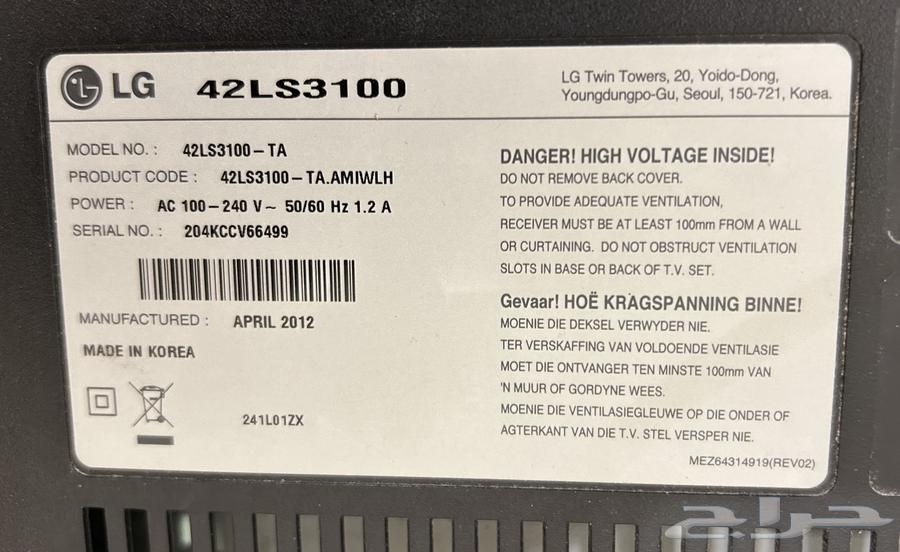 LG 42LS3100
LG Twin Towers, 20, Yoido-Dong,
Youngdungpo-Gu, Seoul, 150-721, Korea.
MODEL NO. : 42LS3100-TA
PRODUCT CODE : 42LS3100-TA.AMIWLH
POWER : AC 100-240 V~ 50/60 Hz 1.2 A
SERIAL NO. : 204KCCV66499
MANUFACTURED : APRIL 2012
MADE IN KOREA
241L01ZX
DANGER! HIGH VOLTAGE INSIDE!
DO NOT REMOVE BACK COVER.
TO PROVIDE ADEQUATE VENTILATION,
RECEIVER MUST BE AT LEAST 100mm FROM A WALL
OR CURTAINING. DO NOT OBSTRUCT VENTILATION
SLOTS IN BASE OR BACK OF T.V. SET.
Gevaar! HOË KRAGSPANNING BINNE!
MOENIE DIE DEKSEL VERWYDER NIE.
TER VERSKAFFING VAN VOLDOENDE VENTILASIE
MOET DIE ONTVANGER TEN MINSTE 100mm VAN
'N MUUR OF GORDYNE WEES.
MOENIE DIE VENTILASIEGLEUWE OP DIE ONDER OF
AGTERKANT VAN DIE T.V. STEL VERSPER NIE.
MEZ64314919(REV02)
حراج